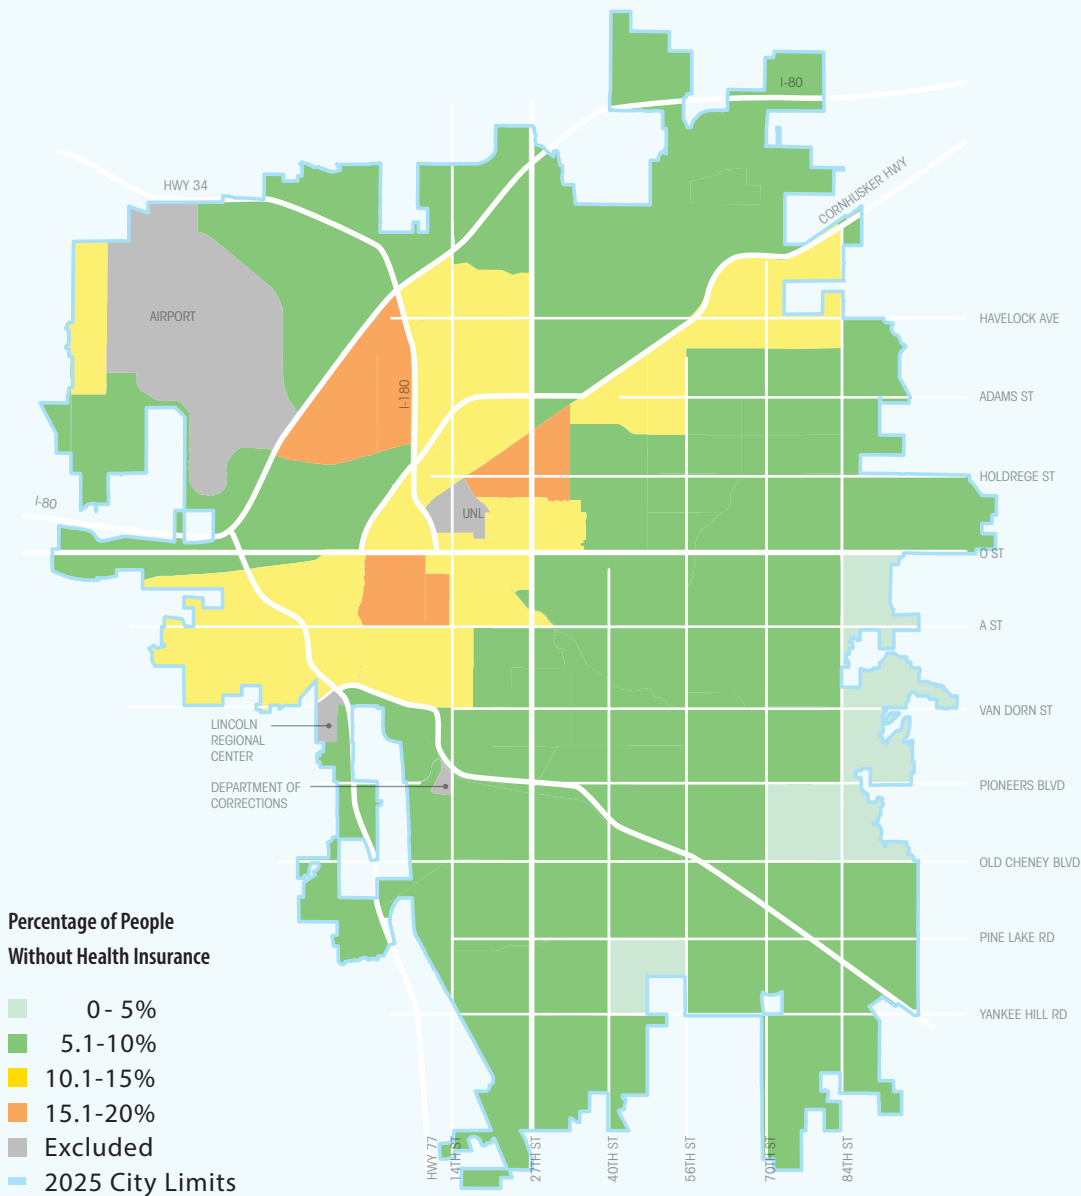 I-80
CORNHUSKER HWY
HWY 34
AIRPORT
HAVELOCK AVE
I-180
ADAMS ST
HOLDREGE ST
I-80
UNL
O ST
A ST
VAN DORN ST
LINCOLN
REGIONAL
CENTER
PIONEERS BLVD
DEPARTMENT OF
CORRECTIONS
OLD CHENEY BLVD
PINE LAKE RD
YANKEE HILL RD
HWY 77
14TH ST
27TH ST
40TH ST
56TH ST
70TH ST
84TH ST
Percentage of People
Without Health Insurance
0 - 5%
5.1-10%
10.1-15%
15.1-20%
Excluded
2025 City Limits